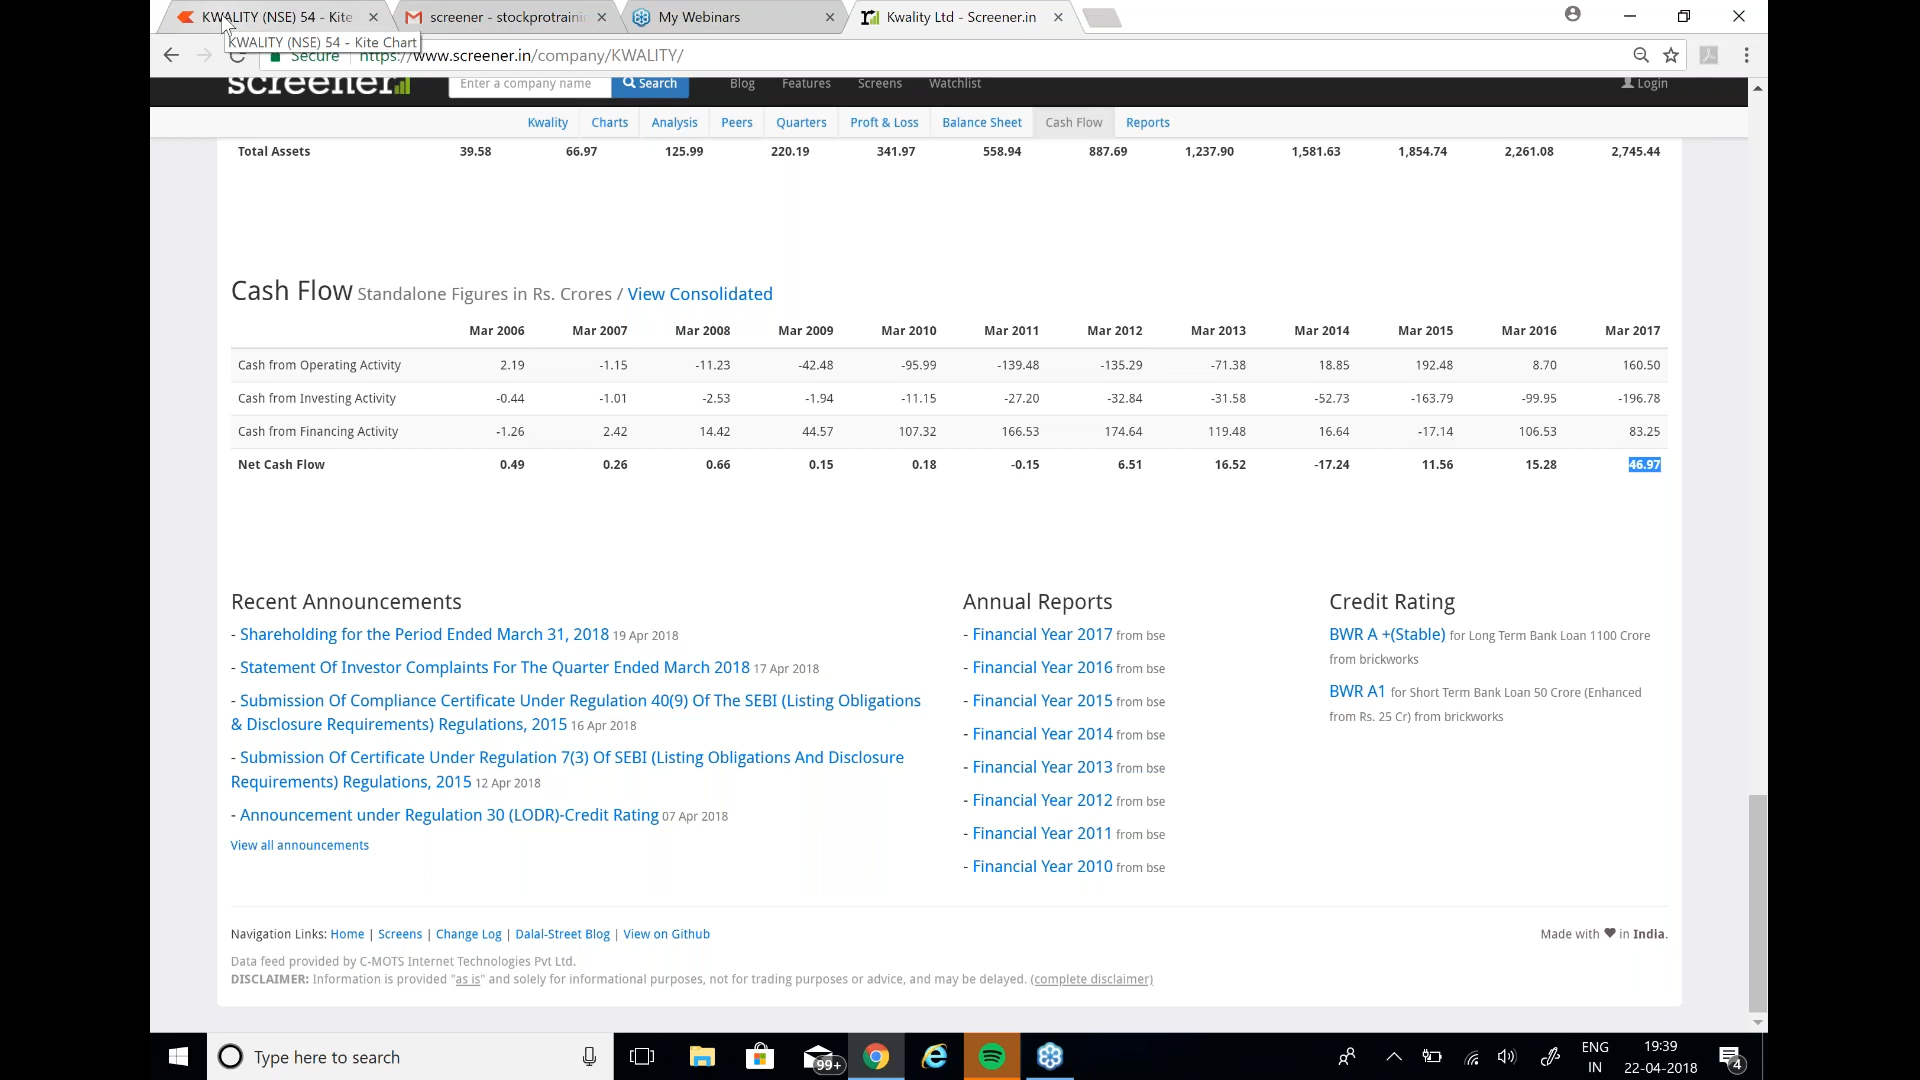 KWALITY (NSE) 54 - Kite
screener - stockprotrainin
My Webinars
Kwality Ltd - Screener.in
KWALITY (NSE) 54 - Kite Chart
Secure
https://www.screener.in/company/KWALITY/
screener
Enter a company name
Search
Blog
Features
Screens
Watchlist
Login
Kwality
Charts
Analysis
Peers
Quarters
Proft & Loss
Balance Sheet
Cash Flow
Reports
Total Assets 39.58 66.97 125.99 220.19 341.97 558.94 887.69 1,237.90 1,581.63 1,854.74 2,261.08 2,745.44
Cash Flow Standalone Figures in Rs. Crores / View Consolidated
Mar 2006 Mar 2007 Mar 2008 Mar 2009 Mar 2010 Mar 2011 Mar 2012 Mar 2013 Mar 2014 Mar 2015 Mar 2016 Mar 2017
Cash from Operating Activity 2.19 -1.15 -11.23 -42.48 -95.99 -139.48 -135.29 -71.38 18.85 192.48 8.70 160.50
Cash from Investing Activity -0.44 -1.01 -2.53 -1.94 -11.15 -27.20 -32.84 -31.58 -52.73 -163.79 -99.95 -196.78
Cash from Financing Activity -1.26 2.42 14.42 44.57 107.32 166.53 174.64 119.48 16.64 -17.14 106.53 83.25
Net Cash Flow 0.49 0.26 0.66 0.15 0.18 -0.15 6.51 16.52 -17.24 11.56 15.28 46.97
Recent Announcements
- Shareholding for the Period Ended March 31, 2018 19 Apr 2018
- Statement Of Investor Complaints For The Quarter Ended March 2018 17 Apr 2018
- Submission Of Compliance Certificate Under Regulation 40(9) Of The SEBI (Listing Obligations
& Disclosure Requirements) Regulations, 2015 16 Apr 2018
- Submission Of Certificate Under Regulation 7(3) Of SEBI (Listing Obligations And Disclosure
Requirements) Regulations, 2015 12 Apr 2018
- Announcement under Regulation 30 (LODR)-Credit Rating 07 Apr 2018
View all announcements
Annual Reports
- Financial Year 2017 from bse
- Financial Year 2016 from bse
- Financial Year 2015 from bse
- Financial Year 2014 from bse
- Financial Year 2013 from bse
- Financial Year 2012 from bse
- Financial Year 2011 from bse
- Financial Year 2010 from bse
Credit Rating
BWR A +(Stable) for Long Term Bank Loan 1100 Crore
from brickworks
BWR A1 for Short Term Bank Loan 50 Crore (Enhanced
from Rs. 25 Cr) from brickworks
Navigation Links: Home | Screens | Change Log | Dalal-Street Blog | View on Github
Made with ♥ in India.
Data feed provided by C-MOTS Internet Technologies Pvt Ltd.
DISCLAIMER: Information is provided "as is" and solely for informational purposes, not for trading purposes or advice, and may be delayed. (complete disclaimer)
Type here to search
99+
ENG
IN
19:39
22-04-2018
4